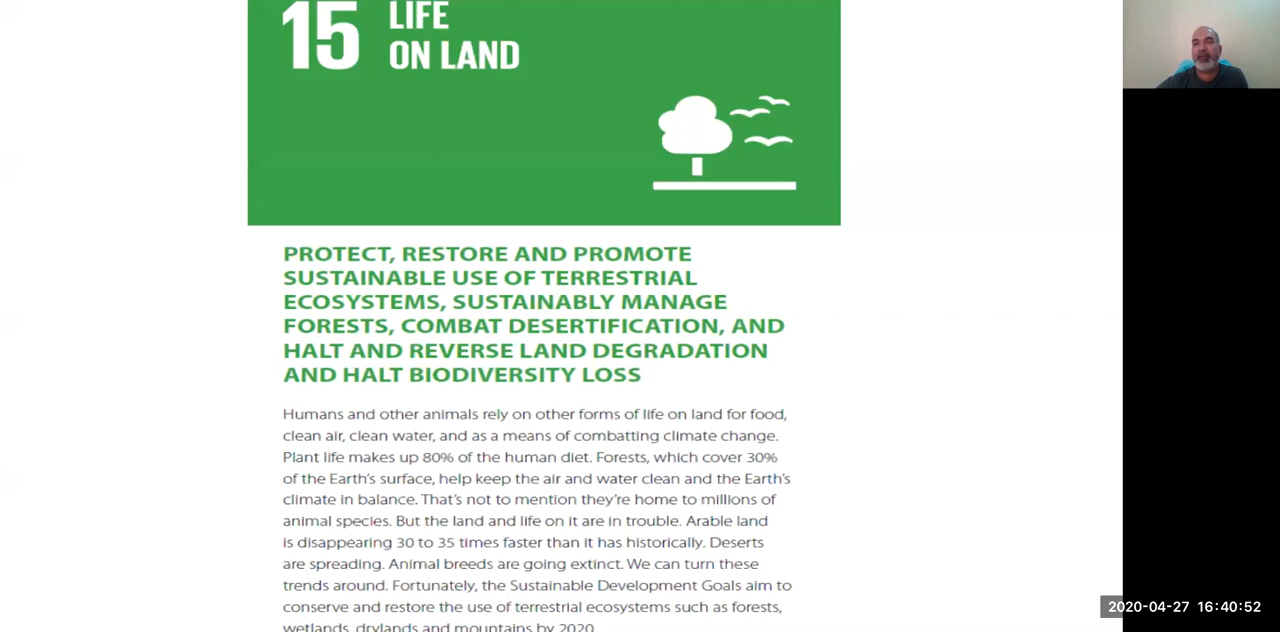 15
LIFE
ON LAND
PROTECT, RESTORE AND PROMOTE
SUSTAINABLE USE OF TERRESTRIAL
ECOSYSTEMS, SUSTAINABLY MANAGE
FORESTS, COMBAT DESERTIFICATION, AND
HALT AND REVERSE LAND DEGRADATION
AND HALT BIODIVERSITY LOSS
Humans and other animals rely on other forms of life on land for food,
clean air, clean water, and as a means of combatting climate change.
Plant life makes up 80% of the human diet. Forests, which cover 30%
of the Earth's surface, help keep the air and water clean and the Earth's
climate in balance. That's not to mention they're home to millions of
animal species. But the land and life on it are in trouble. Arable land
is disappearing 30 to 35 times faster than it has historically. Deserts
are spreading. Animal breeds are going extinct. We can turn these
trends around. Fortunately, the Sustainable Development Goals aim to
conserve and restore the use of terrestrial ecosystems such as forests,
wetlands, drylands and mountains by 2020.
2020-04-27 16:40:52